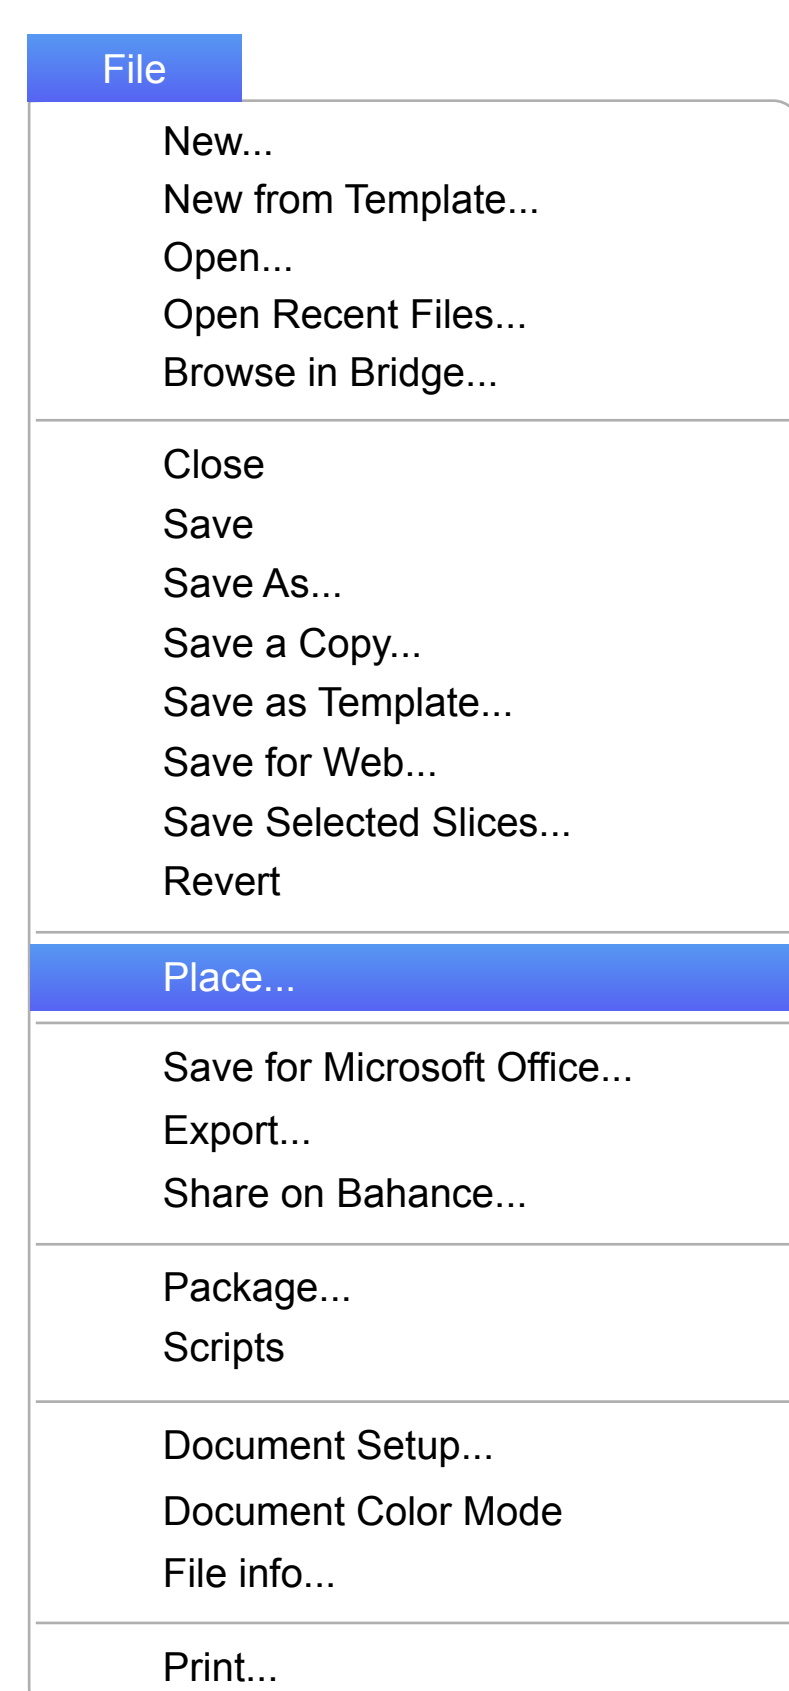 File
New...
New from Template...
Open...
Open Recent Files...
Browse in Bridge...
Close
Save
Save As...
Save a Copy...
Save as Template...
Save for Web...
Save Selected Slices...
Revert
Place...
Save for Microsoft Office...
Export...
Share on Bahance...
Package...
Scripts
Document Setup...
Document Color Mode
File info...
Print...